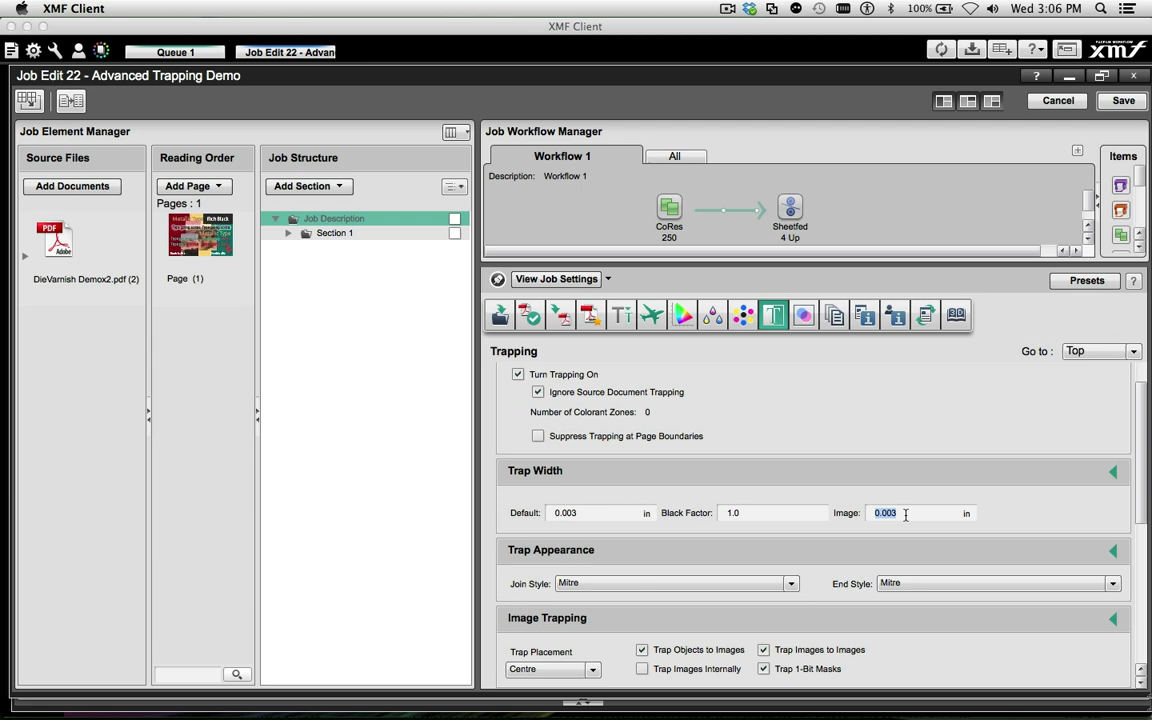 XMF Client
100%
Wed 3:06 PM
XMF Client
Queue 1
Job Edit 22 - Advan
xmf
Job Edit 22 - Advanced Trapping Demo
Cancel
Save
Job Element Manager
Source Files
Reading Order
Job Structure
Add Documents
Add Page
Add Section
Pages : 1
PDF
Adobe
Rich Black
DieVarnish Demox2.pdf (2)
Page (1)
Job Description
Section 1
Job Workflow Manager
Workflow 1
All
Items
Description: Workflow 1
CoRes
250
Sheetfed
4 Up
View Job Settings
Presets
Trapping
Go to :
Top
Turn Trapping On
Ignore Source Document Trapping
Number of Colorant Zones: 0
Suppress Trapping at Page Boundaries
Trap Width
Default: 0.003 in Black Factor: 1.0 Image: 0.003 in
Trap Appearance
Join Style: Mitre End Style: Mitre
Image Trapping
Trap Placement
Centre
Trap Objects to Images
Trap Images to Images
Trap Images Internally
Trap 1-Bit Masks